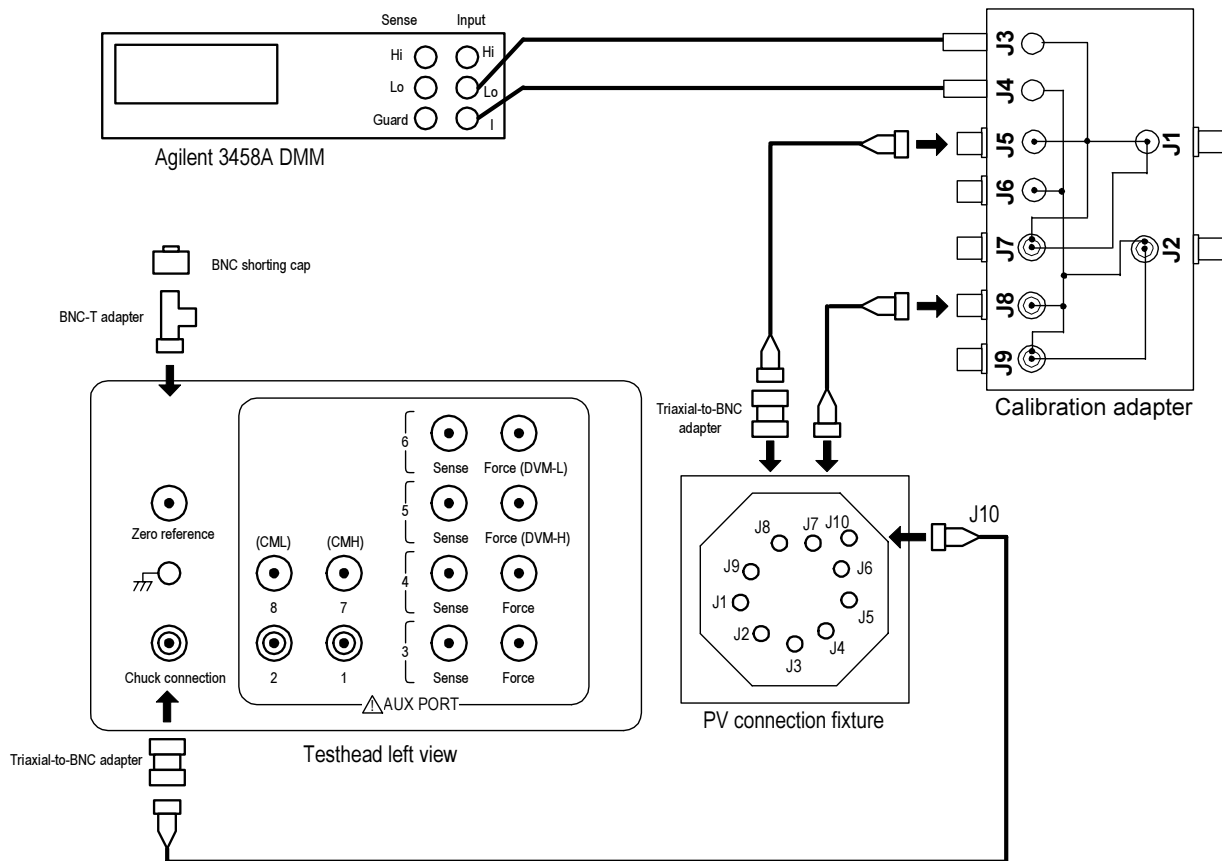 Sense Input
Hi Hi
Lo Lo
Guard I
Agilent 3458A DMM
J3
J4
J5
J6
J7
J8
J9
J1
J2
Calibration adapter
BNC shorting cap
BNC-T adapter
Triaxial-to-BNC
adapter
Zero reference
Chuck connection
(CML) (CMH)
8 7
2 1
6
Sense Force (DVM-L)
5
Sense Force (DVM-H)
4
Sense Force
3
Sense Force
AUX PORT
Testhead left view
Triaxial-to-BNC adapter
J10
J8 J7 J10
J9 J6
J1 J5
J2 J4
J3
PV connection fixture